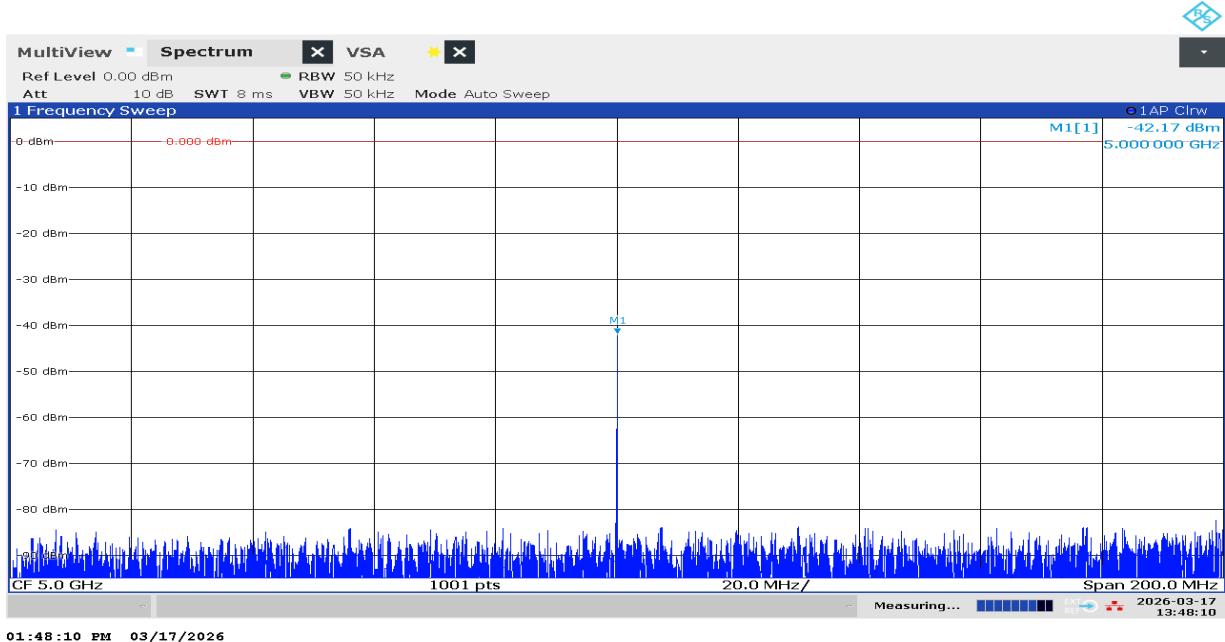 R&S
MultiView Spectrum VSA
Ref Level 0.00 dBm RBW 50 kHz
Att 10 dB SWT 8 ms VBW 50 kHz Mode Auto Sweep
1 Frequency Sweep 1AP Clrw
M1[1] -42.17 dBm
5.000 000 GHz
0 dBm 0.000 dBm
-10 dBm
-20 dBm
-30 dBm
M1
-40 dBm
-50 dBm
-60 dBm
-70 dBm
-80 dBm
-90 dBm
CF 5.0 GHz 1001 pts 20.0 MHz/ Span 200.0 MHz
Measuring... EXT REF 2026-03-17
13:48:10
01:48:10 PM 03/17/2026